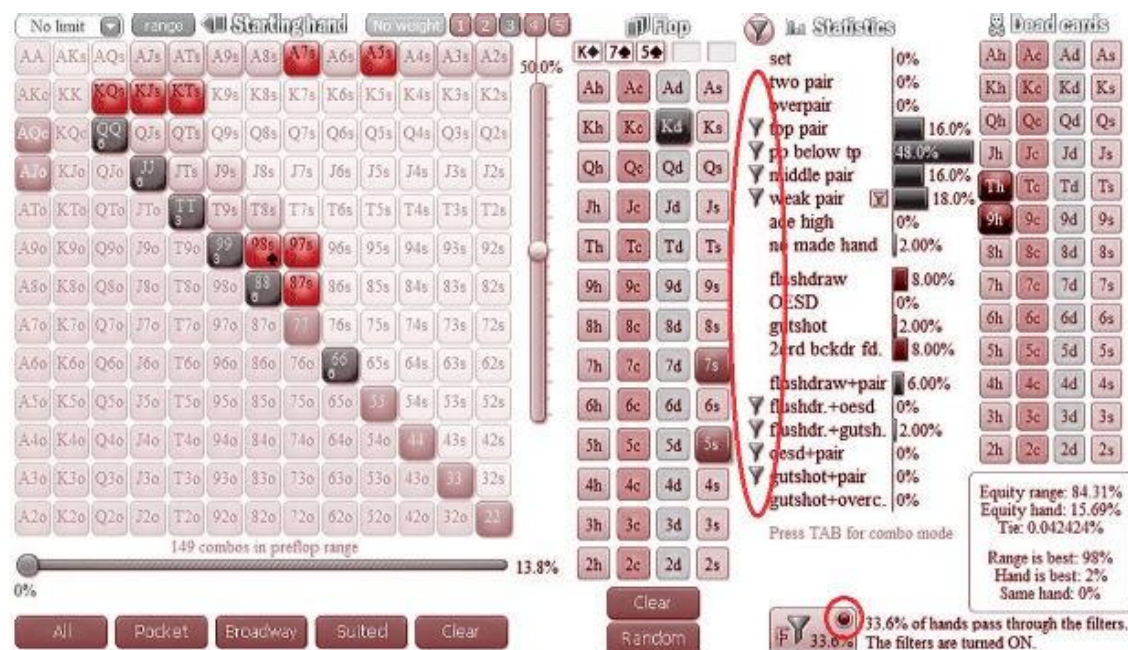 No limit range Starting hand No weight 1 2 3 4 5
Flop
Statistics
Dead cards
AA AKs AQs AJs ATs A9s A8s A7s A6s A5s A4s A3s A2s
AKo KK KQs KJs KTs K9s K8s K7s K6s K5s K4s K3s K2s
AQo KQo QQ QJs QTs Q9s Q8s Q7s Q6s Q5s Q4s Q3s Q2s
6
AJo KJo QJo JJ JTs J9s J8s J7s J6s J5s J4s J3s J2s
6
ATo KTo QTo JTo TT T9s T8s T7s T6s T5s T4s T3s T2s
3
A9o K9o Q9o J9o T9o 99 98s 97s 96s 95s 94s 93s 92s
3
A8o K8o Q8o J8o T8o 98o 88 87s 86s 85s 84s 83s 82s
6
A7o K7o Q7o J7o T7o 97o 87o 77 76s 75s 74s 73s 72s
A6o K6o Q6o J6o T6o 96o 86o 76o 66 65s 64s 63s 62s
6
A5o K5o Q5o J5o T5o 95o 85o 75o 65o 55 54s 53s 52s
A4o K4o Q4o J4o T4o 94o 84o 74o 64o 54o 44 43s 42s
A3o K3o Q3o J3o T3o 93o 83o 73o 63o 53o 43o 33 32s
A2o K2o Q2o J2o T2o 92o 82o 72o 62o 52o 42o 32o 22
50.0%
149 combos in preflop range
13.8%
0%
All Pocket Broadway Suited Clear
K♠ 7♠ 5♠
Ah Ac Ad As
Kh Kc Kd Ks
Qh Qc Qd Qs
Jh Jc Jd Js
Th Tc Td Ts
9h 9c 9d 9s
8h 8c 8d 8s
7h 7c 7d 7s
6h 6c 6d 6s
5h 5c 5d 5s
4h 4c 4d 4s
3h 3c 3d 3s
2h 2c 2d 2s
Clear
Random
set 0%
two pair 0%
overpair 0%
top pair 16.0%
pp below tp 48.0%
middle pair 16.0%
weak pair 18.0%
ace high 0%
no made hand 2.00%
flushdraw 8.00%
OESD 0%
gutshot 2.00%
2crd bckdr fd. 8.00%
flushdraw+pair 6.00%
flushdr.+oesd 0%
flushdr.+gutsh. 2.00%
oesd+pair 0%
gutshot+pair 0%
gutshot+overc. 0%
Press TAB for combo mode
Ah Ac Ad As
Kh Kc Kd Ks
Qh Qc Qd Qs
Jh Jc Jd Js
Th Tc Td Ts
9h 9c 9d 9s
8h 8c 8d 8s
7h 7c 7d 7s
6h 6c 6d 6s
5h 5c 5d 5s
4h 4c 4d 4s
3h 3c 3d 3s
2h 2c 2d 2s
Equity range: 84.31%
Equity hand: 15.69%
Tie: 0.042424%
Range is best: 98%
Hand is best: 2%
Same hand: 0%
F 33.6%
33.6% of hands pass through the filters.
The filters are turned ON.